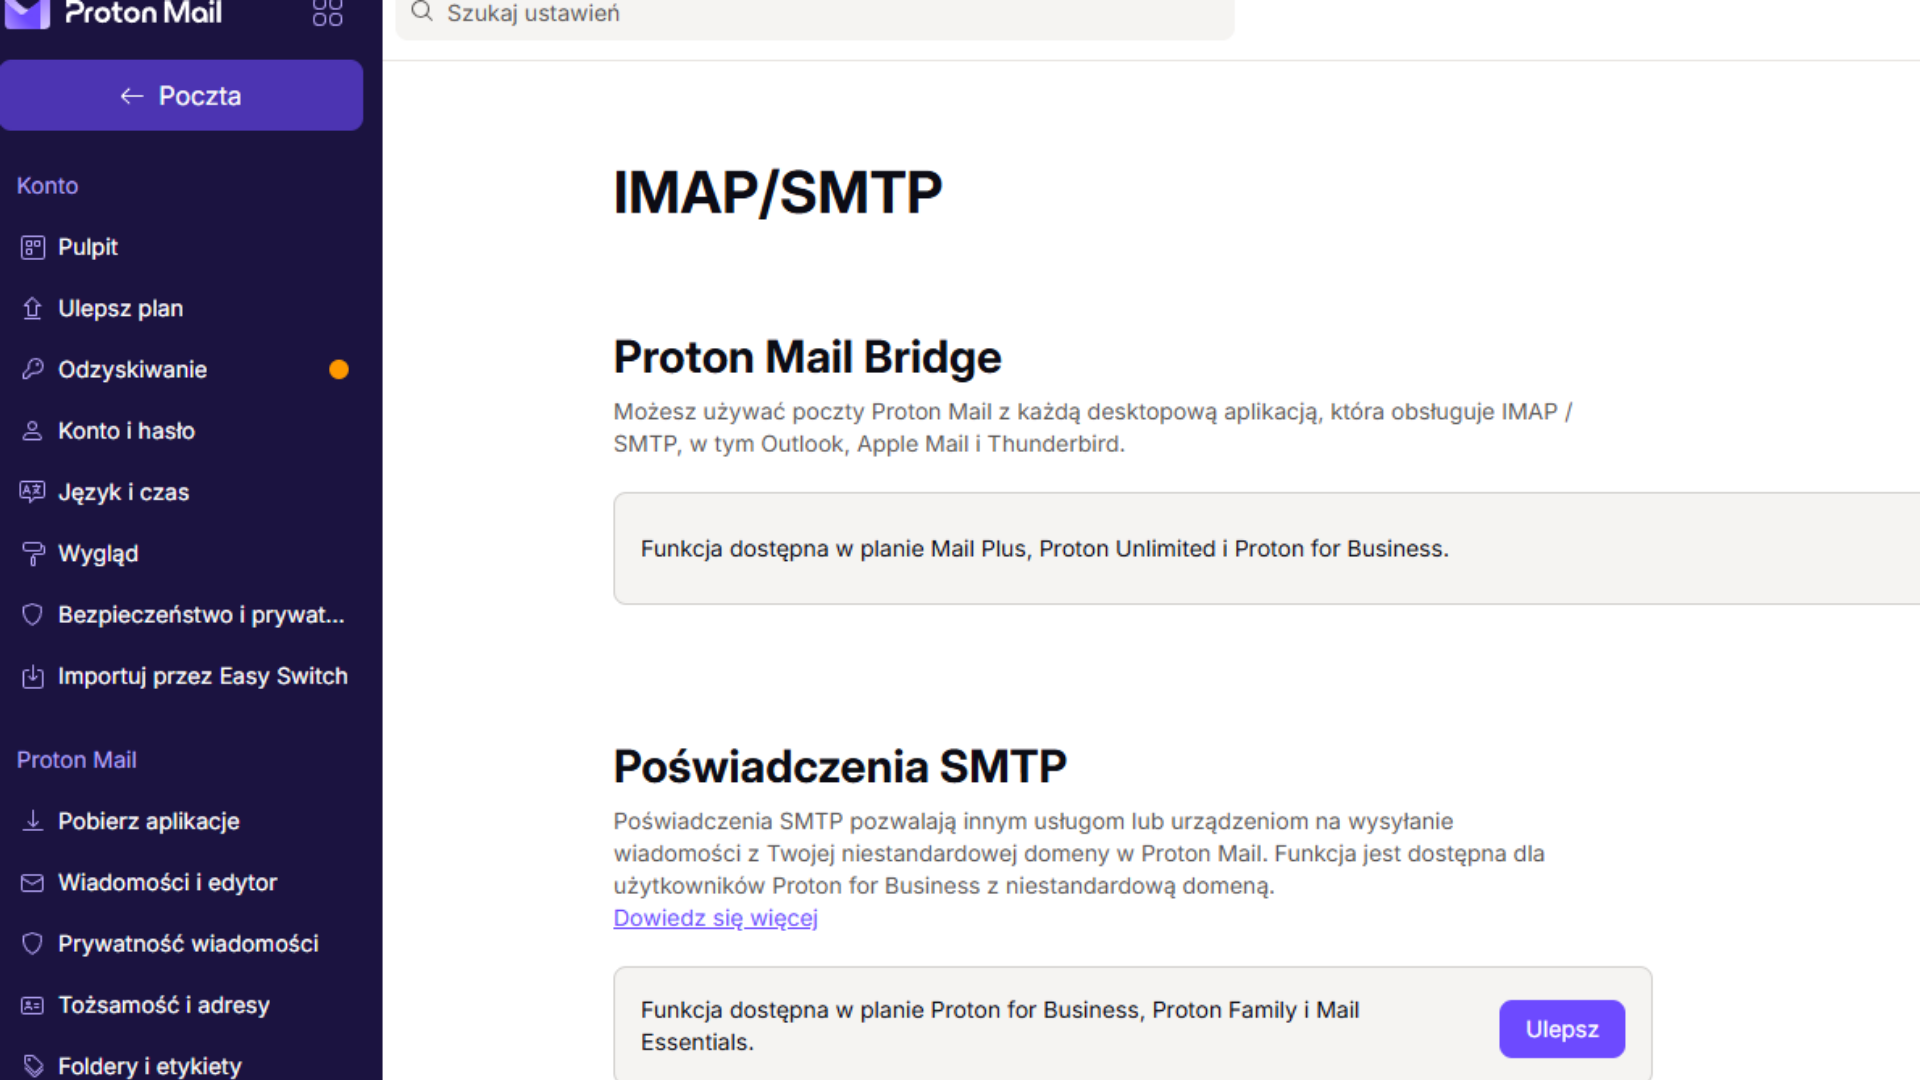 Proton Mail
Szukaj ustawień
← Poczta
Konto
Pulpit
Ulepsz plan
Odzyskiwanie
Konto i hasło
Język i czas
Wygląd
Bezpieczeństwo i prywat...
Importuj przez Easy Switch
Proton Mail
Pobierz aplikacje
Wiadomości i edytor
Prywatność wiadomości
Tożsamość i adresy
Foldery i etykiety
IMAP/SMTP
Proton Mail Bridge
Możesz używać poczty Proton Mail z każdą desktopową aplikacją, która obsługuje IMAP /
SMTP, w tym Outlook, Apple Mail i Thunderbird.
Funkcja dostępna w planie Mail Plus, Proton Unlimited i Proton for Business.
Poświadczenia SMTP
Poświadczenia SMTP pozwalają innym usługom lub urządzeniom na wysyłanie
wiadomości z Twojej niestandardowej domeny w Proton Mail. Funkcja jest dostępna dla
użytkowników Proton for Business z niestandardową domeną.
Dowiedz się więcej
Funkcja dostępna w planie Proton for Business, Proton Family i Mail
Essentials.
Ulepsz